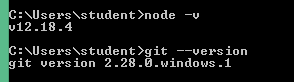 C:\Users\student>node -v
v12.18.4
C:\Users\student>git --version
git version 2.28.0.windows.1